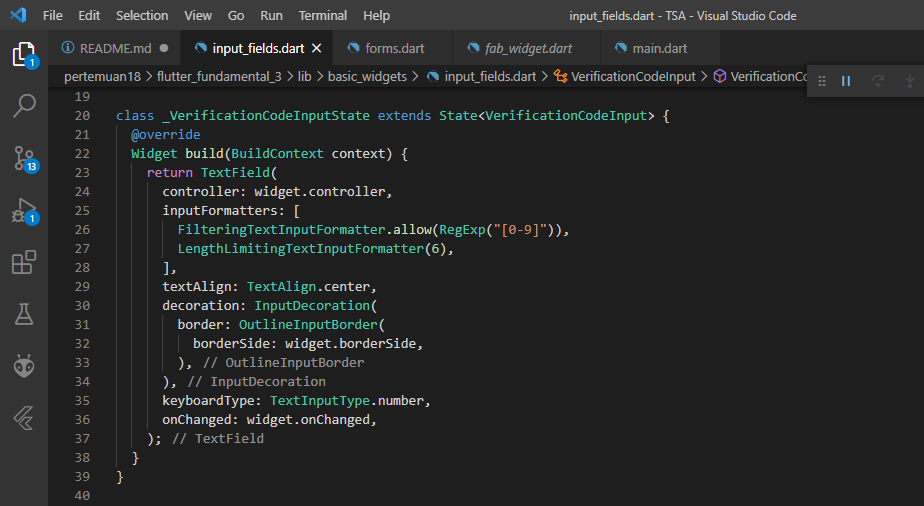 File Edit Selection View Go Run Terminal Help input_fields.dart - TSA - Visual Studio Code
README.md input_fields.dart forms.dart fab_widget.dart main.dart
pertemuan18 > flutter_fundamental_3 > lib > basic_widgets > input_fields.dart > VerificationCodeInput > VerificationCo
1
13
1
19
20 class _VerificationCodeInputState extends State<VerificationCodeInput> {
21 @override
22 Widget build(BuildContext context) {
23 return TextField(
24 controller: widget.controller,
25 inputFormatters: [
26 FilteringTextInputFormatter.allow(RegExp("[0-9]")),
27 LengthLimitingTextInputFormatter(6),
28 ],
29 textAlign: TextAlign.center,
30 decoration: InputDecoration(
31 border: OutlineInputBorder(
32 borderSide: widget.borderSide,
33 ), // OutlineInputBorder
34 ), // InputDecoration
35 keyboardType: TextInputType.number,
36 onChanged: widget.onChanged,
37 ); // TextField
38 }
39 }
40